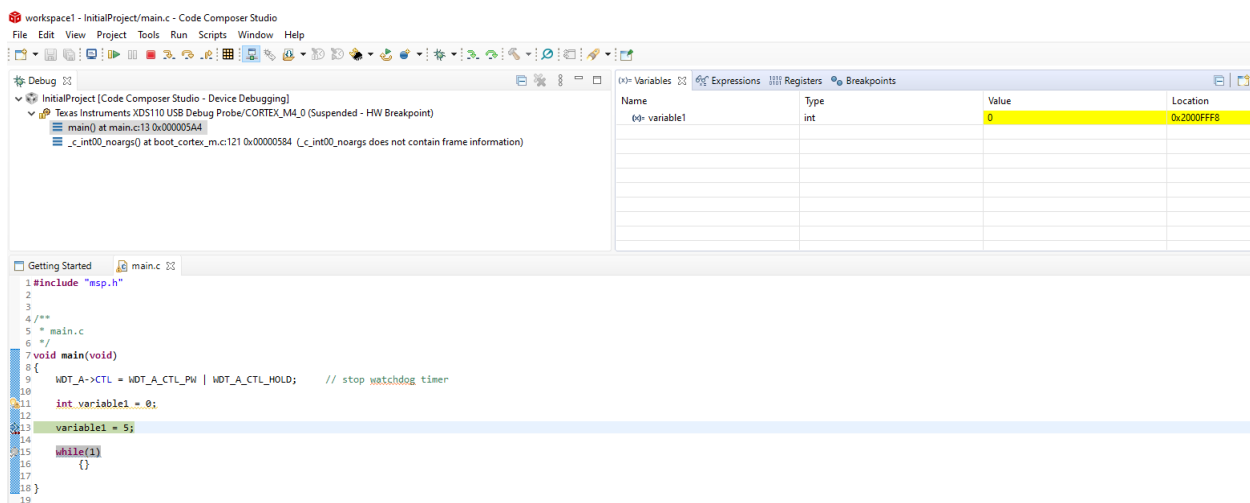 workspace1 - InitialProject/main.c - Code Composer Studio
File Edit View Project Tools Run Scripts Window Help
Debug
InitialProject [Code Composer Studio - Device Debugging]
Texas Instruments XDS110 USB Debug Probe/CORTEX_M4_0 (Suspended - HW Breakpoint)
main() at main.c:13 0x000005A4
_c_int00_noargs() at boot_cortex_m.c:121 0x00000584 (_c_int00_noargs does not contain frame information)
(x)= Variables Expressions Registers Breakpoints
Name Type Value Location
(x)= variable1 int 0 0x2000FFF8
Getting Started main.c
1 #include "msp.h"
2
3
4 /**
5 * main.c
6 */
7 void main(void)
8 {
9 WDT_A->CTL = WDT_A_CTL_PW | WDT_A_CTL_HOLD; // stop watchdog timer
10
11 int variable1 = 0;
12
13 variable1 = 5;
14
15 while(1)
16 {}
17
18 }
19